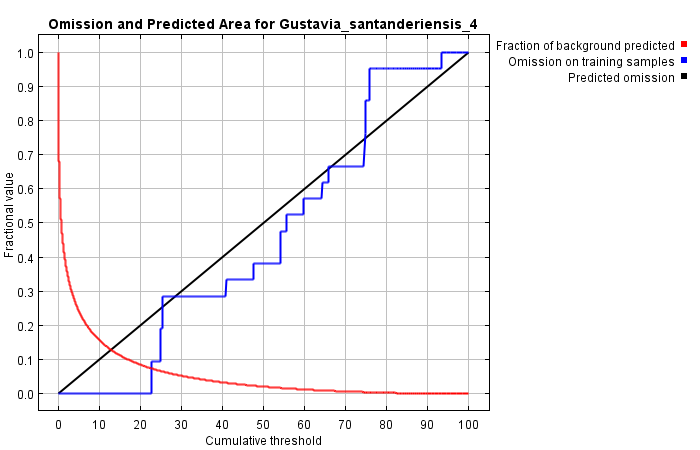 Omission and Predicted Area for Gustavia_santanderiensis_4
Fraction of background predicted
Omission on training samples
Predicted omission
Fractional value
1.0
0.9
0.8
0.7
0.6
0.5
0.4
0.3
0.2
0.1
0.0
0 10 20 30 40 50 60 70 80 90 100
Cumulative threshold